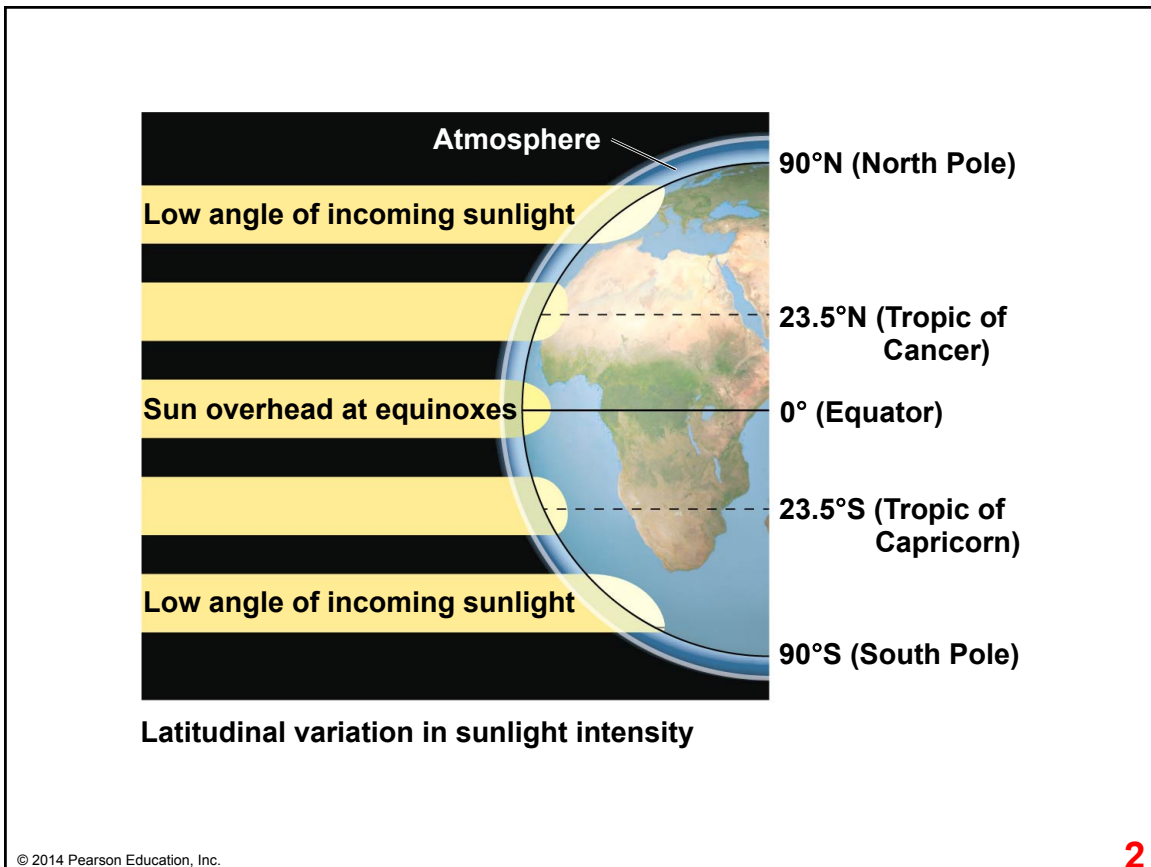 Atmosphere
90°N (North Pole)
Low angle of incoming sunlight
23.5°N (Tropic of
Cancer)
Sun overhead at equinoxes
0° (Equator)
23.5°S (Tropic of
Capricorn)
Low angle of incoming sunlight
90°S (South Pole)
Latitudinal variation in sunlight intensity
© 2014 Pearson Education, Inc.
2